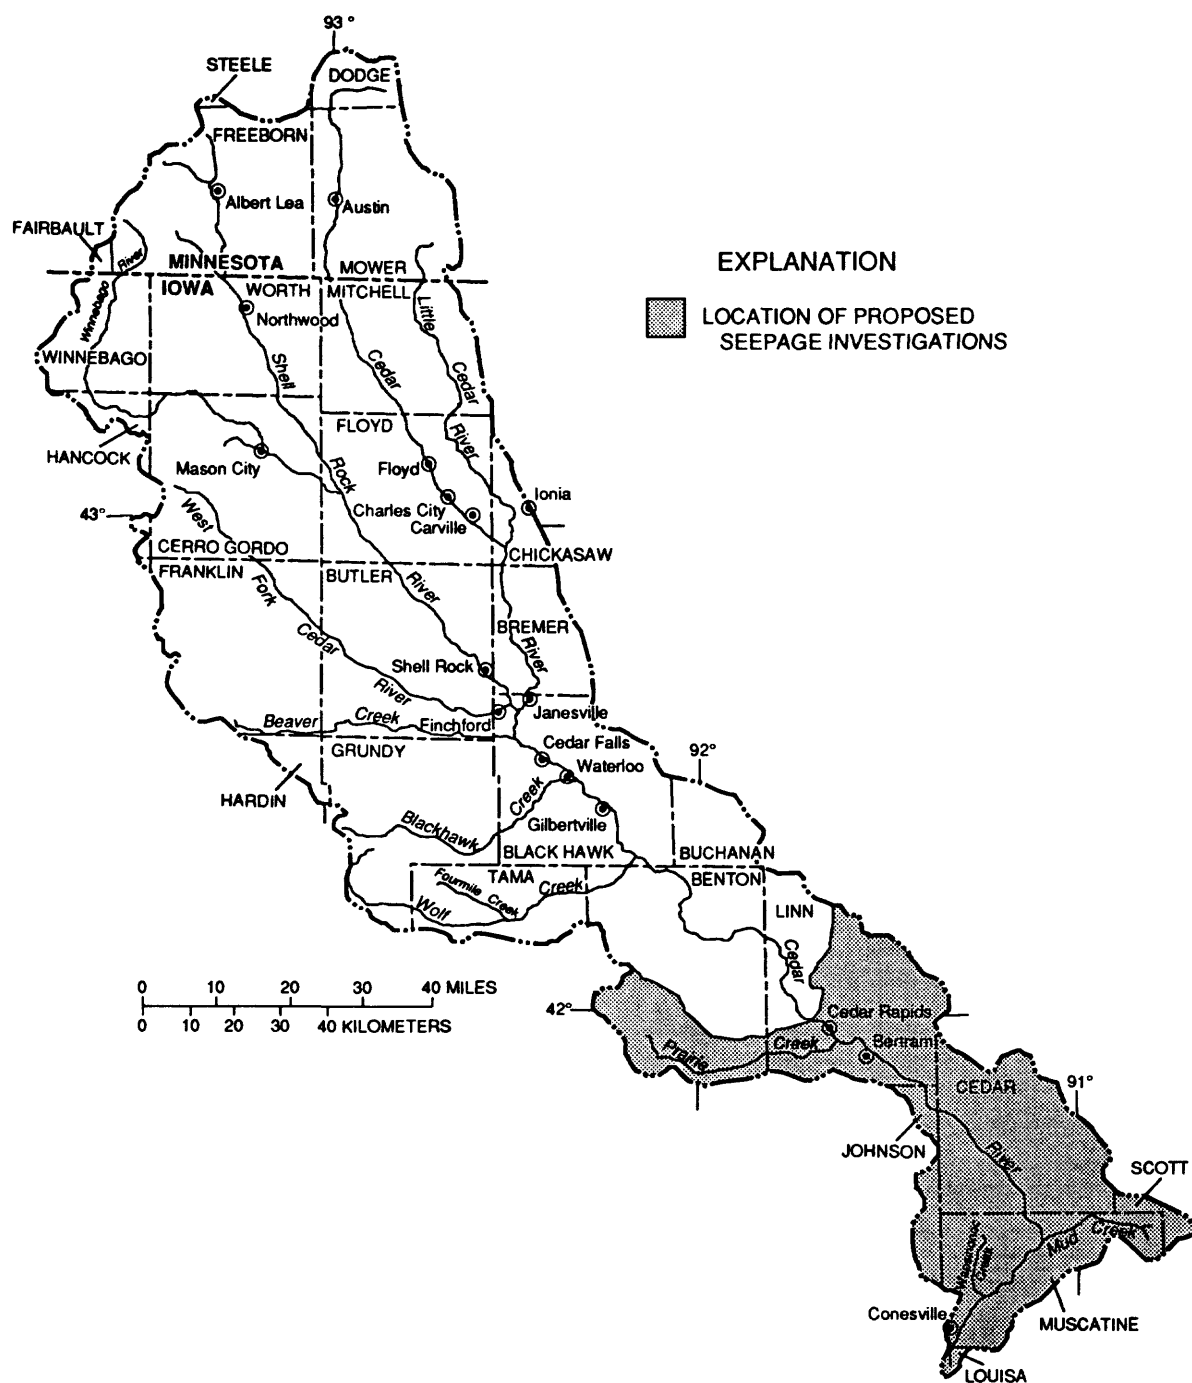 93°
STEELE
DODGE
FREEBORN
Albert Lea
Austin
FAIRBAULT
River
MINNESOTA
MOWER
IOWA
WORTH
MITCHELL
EXPLANATION
LOCATION OF PROPOSED
SEEPAGE INVESTIGATIONS
Winnebago
Northwood
Little
WINNEBAGO
Shell
Cedar
Cedar
FLOYD
River
HANCOCK
Mason City
Rock
Floyd
Ionia
43°
West
Charles City
Carville
CERRO GORDO
CHICKASAW
FRANKLIN
BUTLER
Fork
River
BREMER
Cedar
River
Shell Rock
River
Janesville
Beaver
Creek
Finchford
GRUNDY
Cedar Falls
92°
Waterloo
HARDIN
Creek
Blackhawk
Gilbertville
BLACK HAWK
BUCHANAN
TAMA
BENTON
Fourmile Creek
Creek
Wolf
LINN
Cedar
0 10 20 30 40 MILES
0 10 20 30 40 KILOMETERS
42°
Cedar Rapids
Prairie
Creek
Bertram
CEDAR
91°
JOHNSON
River
SCOTT
Mud
Creek
Creek
Conesville
MUSCATINE
LOUISA